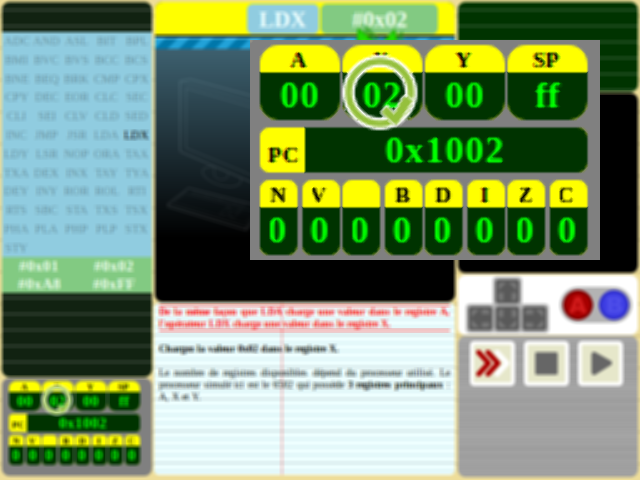 LDX #0x02
ADC AND ASL BIT BPL
BMI BVC BVS BCC BCS
BNE BEQ BRK CMP CPX
CPY DEC EOR CLC SEC
CLI SEI CLV CLD SED
INC JMP JSR LDA LDX
LDY LSR NOP ORA TAX
TXA DEX INX TAY TYA
DEY INY ROR ROL RTI
RTS SBC STA TXS TSX
PHA PLA PHP PLP STX
STY
#0x01 #0x02
#0xA0 #0xFF
A X Y SP
00 02 00 ff
PC 0x1002
N V B D I Z C
0 0 0 0 0 0 0 0
De la même façon que LDA charge une valeur dans le registre A,
l'opérateur LDX charge une valeur dans le registre X.
Charger la valeur 0x02 dans le registre X.
Le nombre de registres disponibles dépend du processeur utilisé. Le
processeur simulé ici est le 6502 qui possède 3 registres principaux :
A, X et Y.
A Y SP
00 02 00 ff
PC 0x1002
N V B D I Z C
0 0 0 0 0 0 0 0
A B